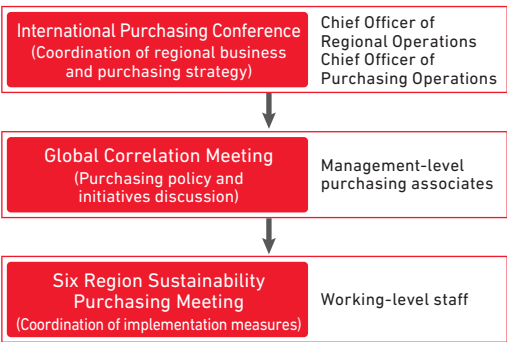 International Purchasing Conference
(Coordination of regional business
and purchasing strategy)
Chief Officer of
Regional Operations
Chief Officer of
Purchasing Operations
Global Correlation Meeting
(Purchasing policy and
initiatives discussion)
Management-level
purchasing associates
Six Region Sustainability
Purchasing Meeting
(Coordination of implementation measures)
Working-level staff